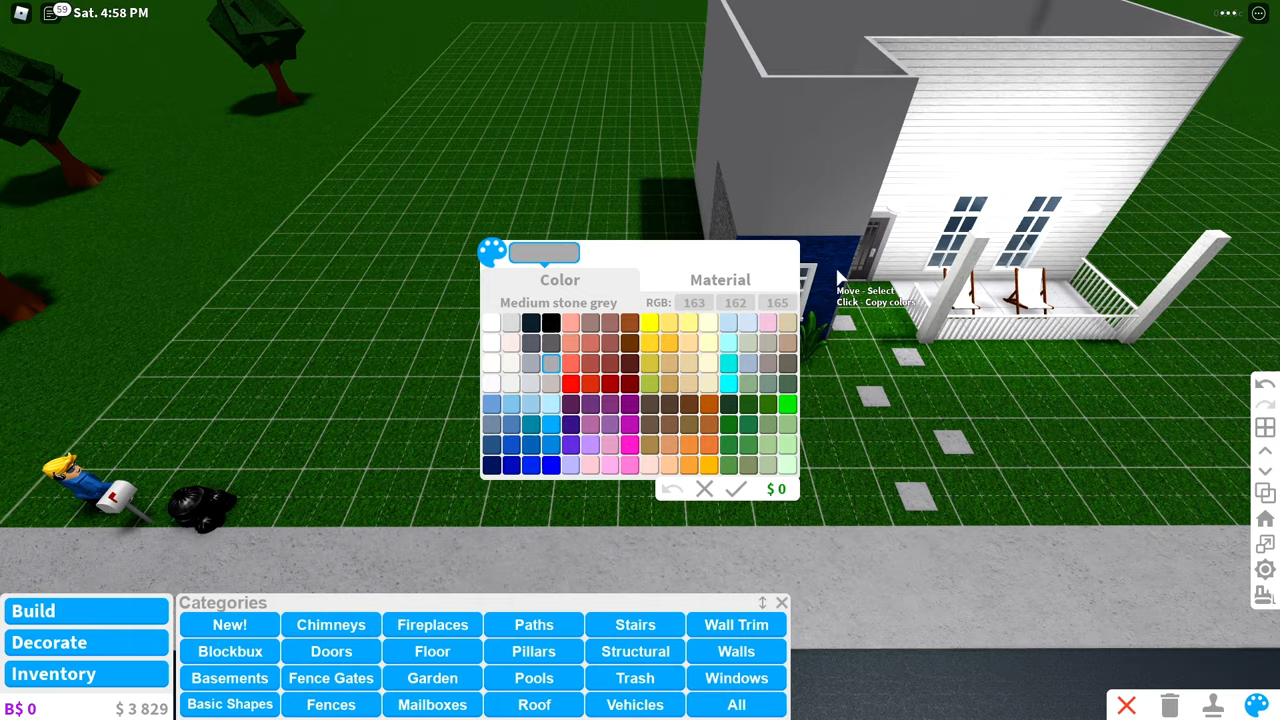 59 Sat. 4:58 PM
Color Material
Medium stone grey RGB: 163 162 165
Move - Select
Click - Copy colors
$ 0
Build
Decorate
Inventory
B$ 0 $ 3 829
Categories
New! Chimneys Fireplaces Paths Stairs Wall Trim
Blockbux Doors Floor Pillars Structural Walls
Basements Fence Gates Garden Pools Trash Windows
Basic Shapes Fences Mailboxes Roof Vehicles All